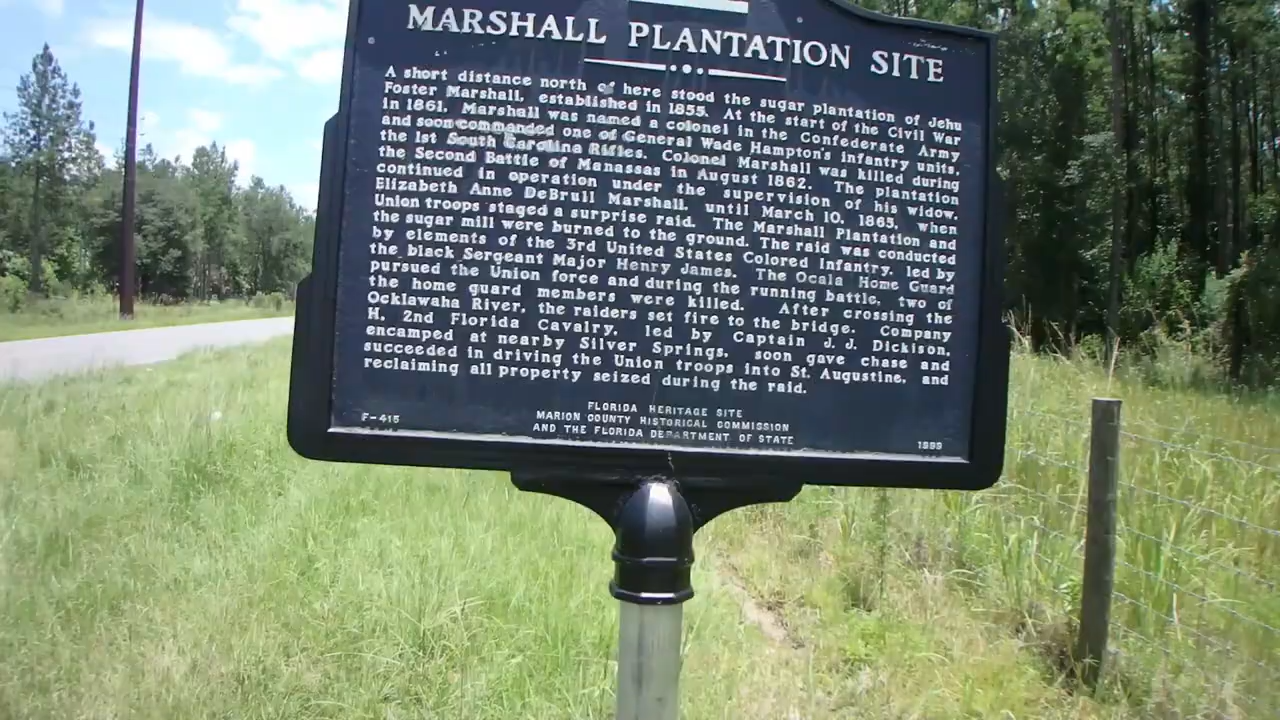 MARSHALL PLANTATION SITE
A short distance north of here stood the sugar plantation of Jehu
Foster Marshall, established in 1855. At the start of the Civil War
in 1861, Marshall was named a colonel in the Confederate Army
and soon commanded one of General Wade Hampton's infantry units,
the 1st South Carolina Rifles. Colonel Marshall was killed during
the Second Battle of Manassas in August 1862. The plantation
continued in operation under the supervision of his widow,
Elizabeth Anne DeBrull Marshall, until March 10, 1865, when
Union troops staged a surprise raid. The Marshall Plantation and
the sugar mill were burned to the ground. The raid was conducted
by elements of the 3rd United States Colored Infantry, led by
the black Sergeant Major Henry James. The Ocala Home Guard
pursued the Union force and during the running battle, two of
the home guard members were killed. After crossing the
Ocklawaha River, the raiders set fire to the bridge. Company
H, 2nd Florida Cavalry, led by Captain J. J. Dickison,
encamped at nearby Silver Springs, soon gave chase and
succeeded in driving the Union troops into St. Augustine, and
reclaiming all property seized during the raid.
FLORIDA HERITAGE SITE
MARION COUNTY HISTORICAL COMMISSION
AND THE FLORIDA DEPARTMENT OF STATE
F-415
1999